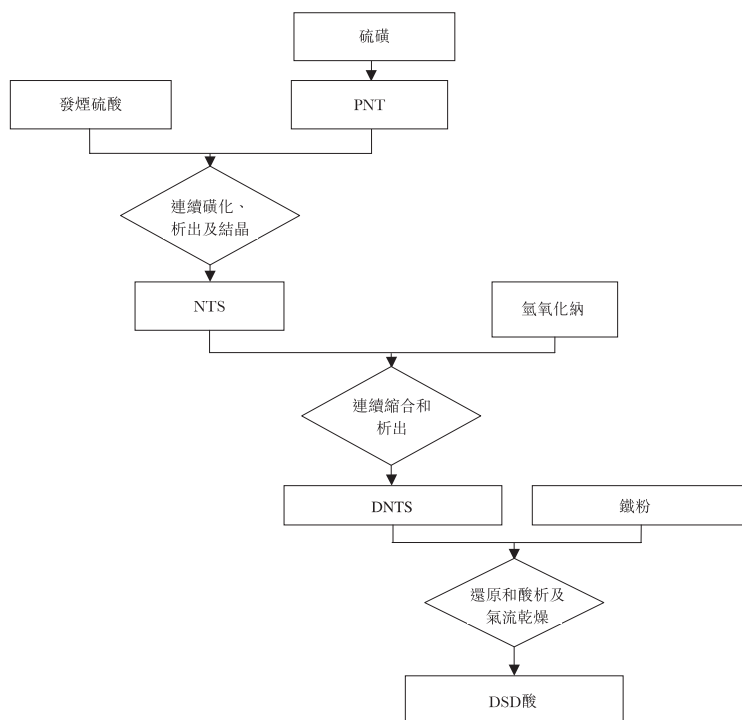 硫磺
發煙硫酸
PNT
連續磺化、
析出及結晶
NTS
氫氧化納
連續縮合和
析出
DNTS
鐵粉
還原和酸析及
氣流乾燥
DSD酸